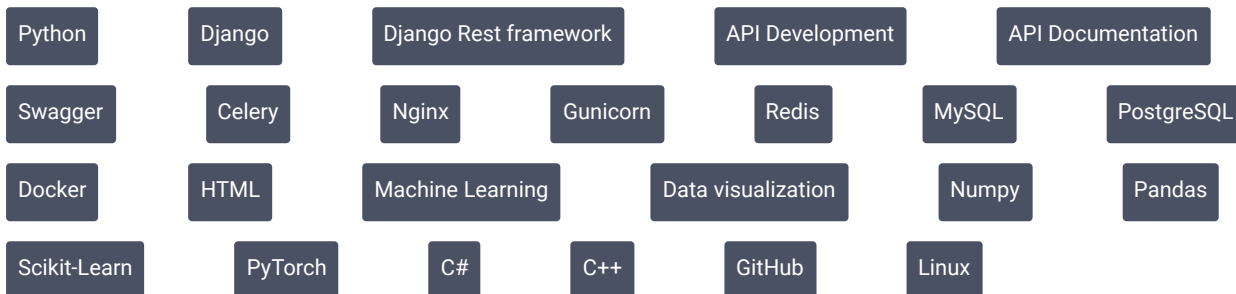 Python Django Django Rest framework API Development API Documentation
Swagger Celery Nginx Gunicorn Redis MySQL PostgreSQL
Docker HTML Machine Learning Data visualization Numpy Pandas
Scikit-Learn PyTorch C# C++ GitHub Linux